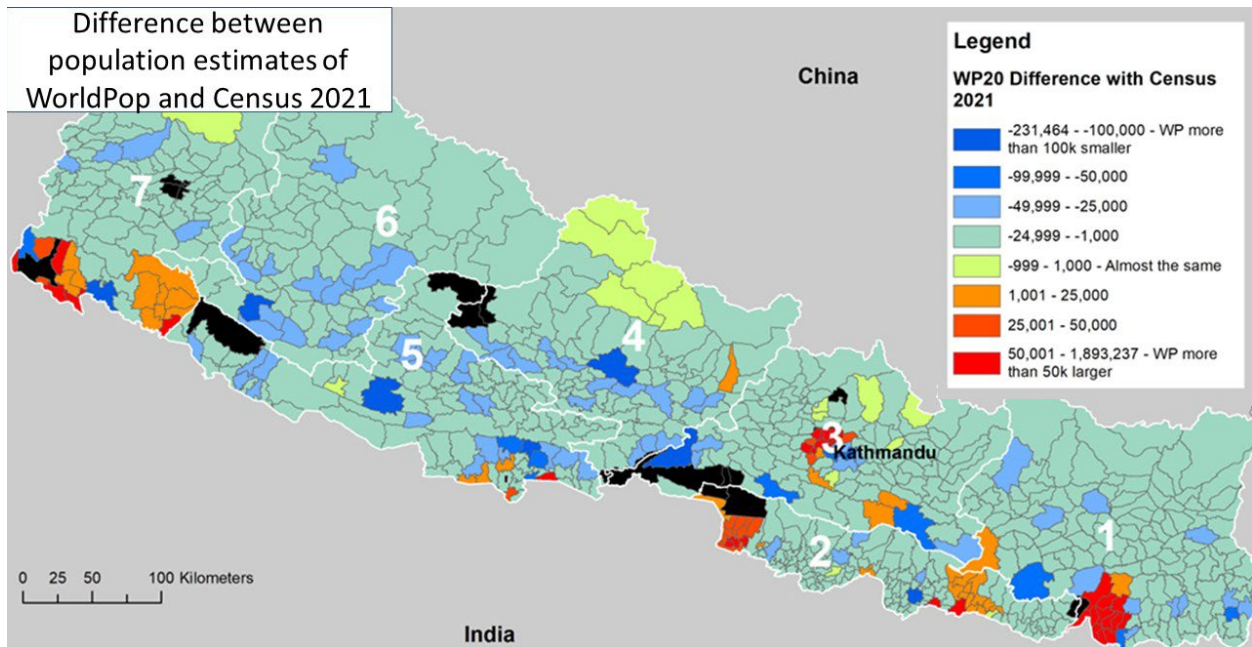 Difference between
population estimates of
WorldPop and Census 2021
China
Legend
WP20 Difference with Census
2021
-231,464 - -100,000 - WP more
than 100k smaller
-99,999 - -50,000
-49,999 - -25,000
-24,999 - -1,000
-999 - 1,000 - Almost the same
1,001 - 25,000
25,001 - 50,000
50,001 - 1,893,237 - WP more
than 50k larger
7
6
4
5
3
Kathmandu
1
2
0 25 50 100 Kilometers
India